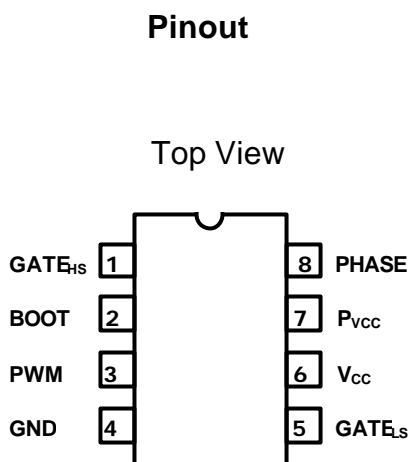 Pinout
Top View
GATEHS 1 8 PHASE
BOOT 2 7 PVCC
PWM 3 6 VCC
GND 4 5 GATELS